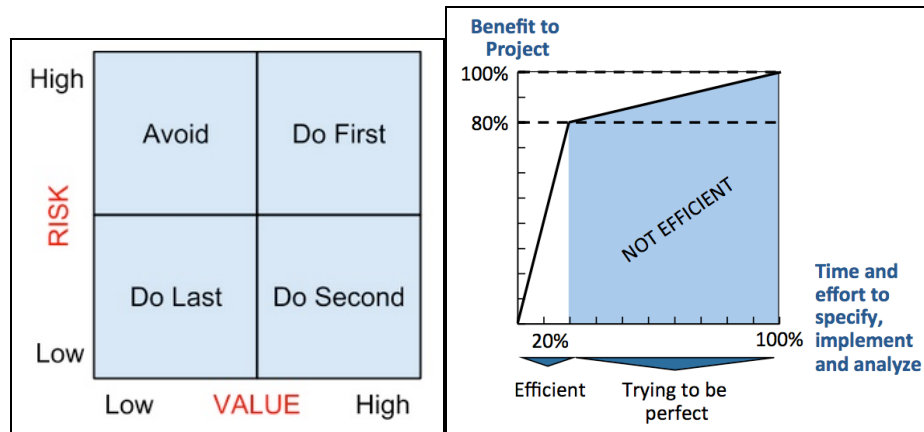 High
Avoid
Do First
RISK
Do Last
Do Second
Low
Low
VALUE
High
Benefit to
Project
100%
80%
NOT EFFICIENT
Time and
effort to
specify,
implement
and analyze
20%
100%
Efficient
Trying to be
perfect